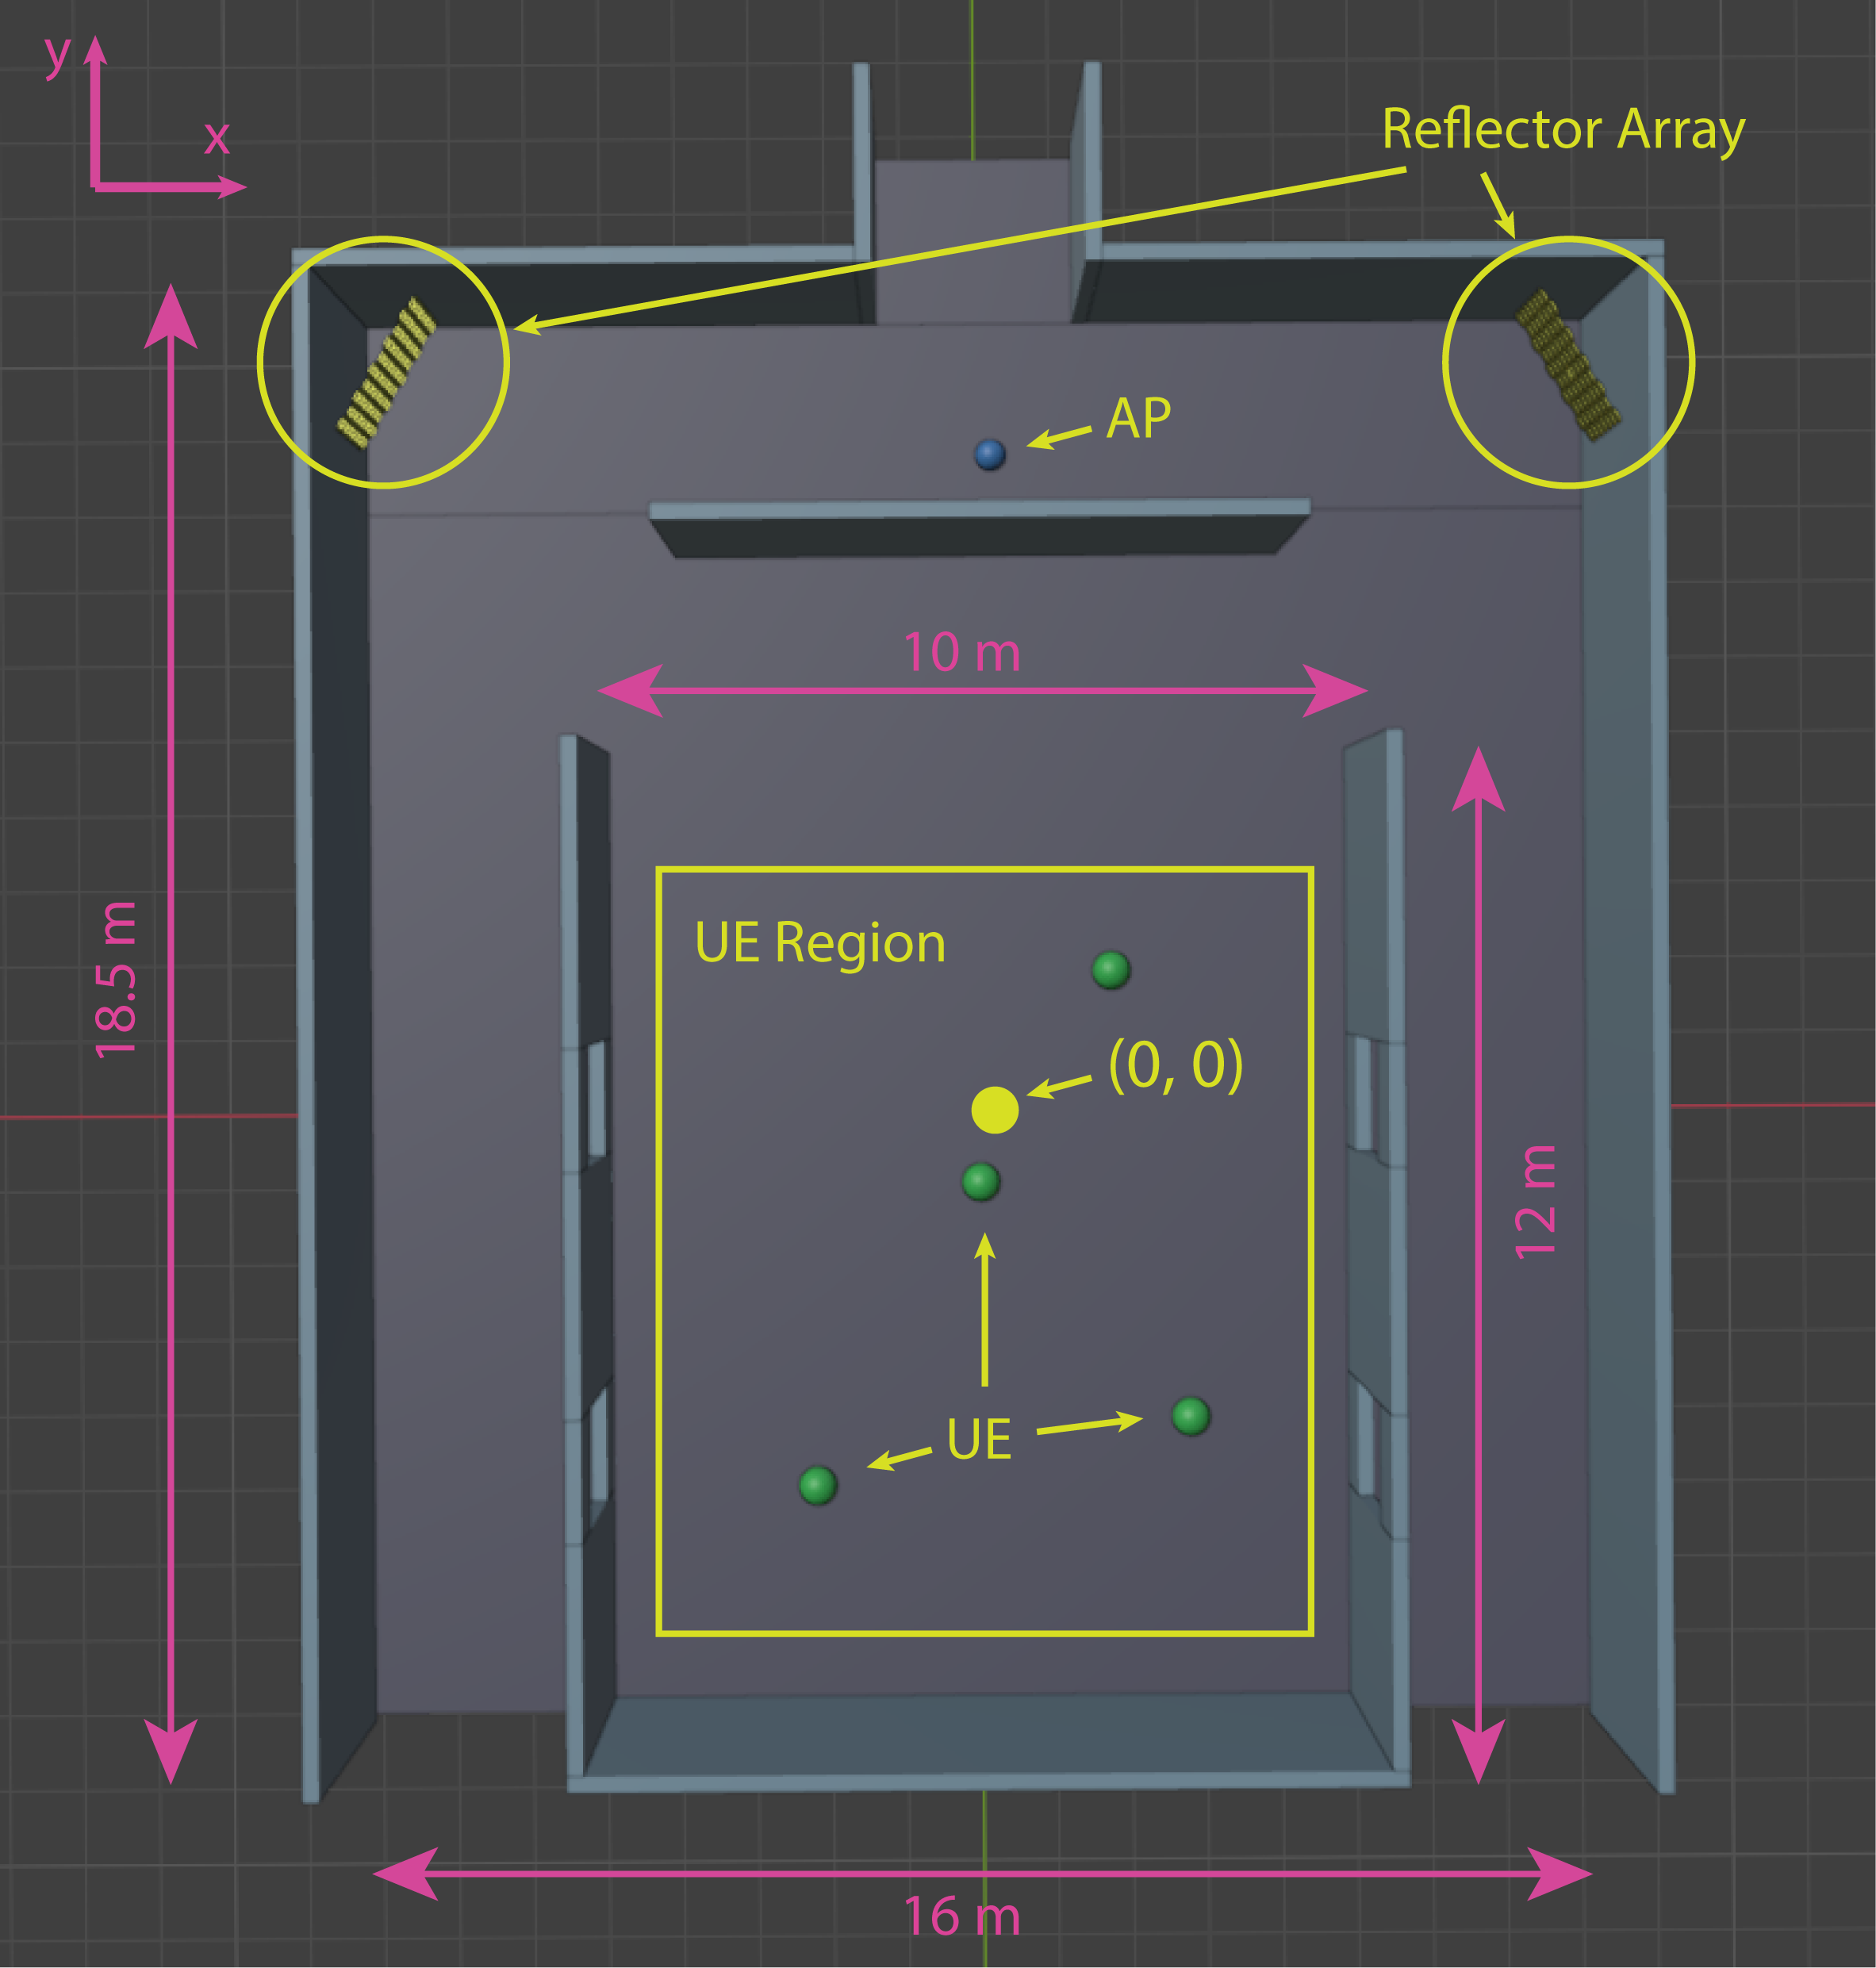 y
x
Reflector Array
AP
10 m
UE Region
(0, 0)
18.5 m
12 m
UE
16 m